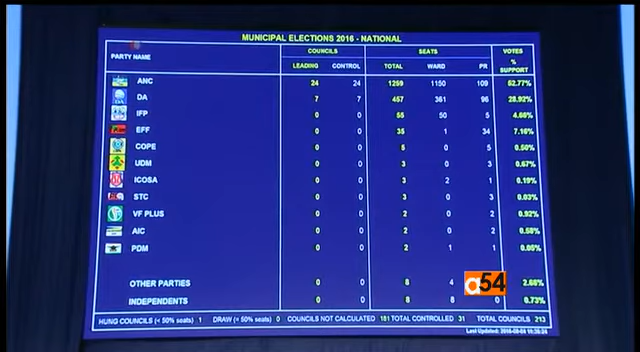 MUNICIPAL ELECTIONS 2016 - NATIONAL
COUNCILS SEATS VOTES
PARTY NAME LEADING CONTROL TOTAL WARD PR % SUPPORT
ANC 24 24 1259 1150 109 52.77%
DA 7 7 457 361 96 28.92%
IFP 0 0 55 50 5 4.66%
EFF 0 0 35 1 34 7.16%
COPE 0 0 5 0 5 0.50%
UDM 0 0 3 0 3 0.67%
ICOSA 0 0 3 2 1 0.19%
STC 0 0 3 0 3 0.03%
VF PLUS 0 0 2 0 2 0.92%
AIC 0 0 2 0 2 0.58%
PDM 0 0 2 1 1 0.05%
OTHER PARTIES 0 0 8 4 2.68%
a54
INDEPENDENTS 0 0 8 8 0 0.73%
HUNG COUNCILS (< 50% seats) 1 DRAW (< 50% seats) 0 COUNCILS NOT CALCULATED 181 TOTAL CONTROLLED 31 TOTAL COUNCILS 213
Last Updated: